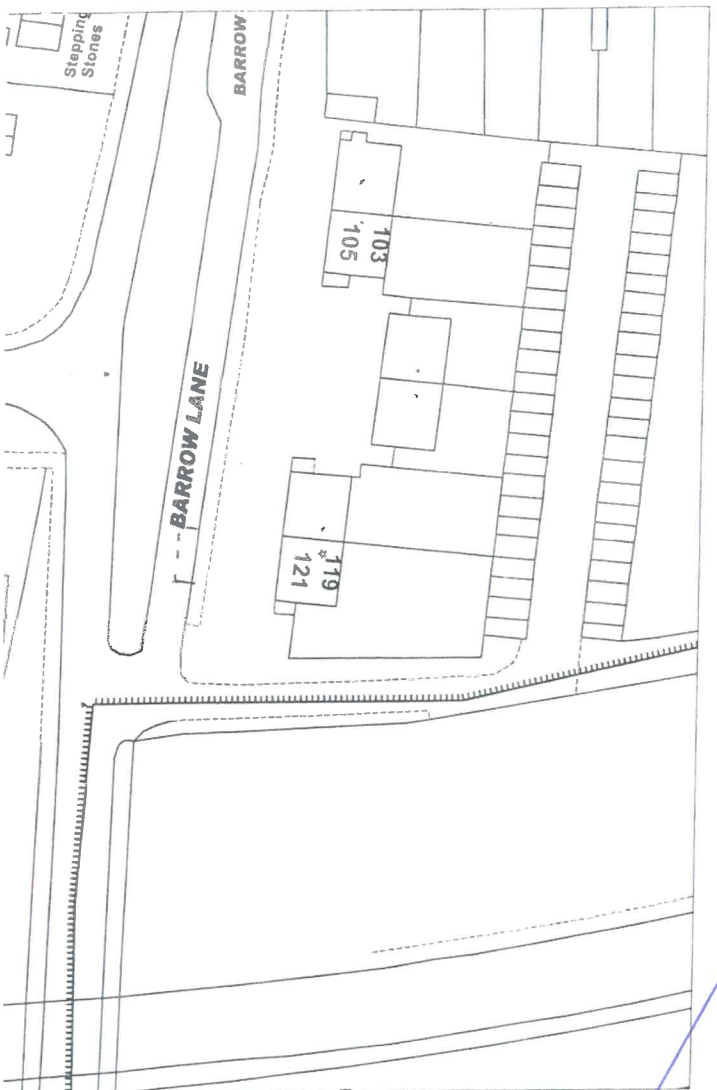 Stepping
Stones
BARROW
103
105
BARROW LANE
119
121